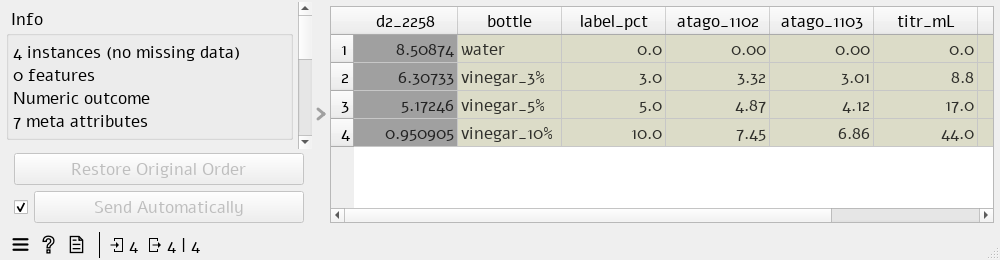 Info
4 instances (no missing data)
0 features
Numeric outcome
7 meta attributes
Restore Original Order
Send Automatically
4 4 | 4
d2_2258 bottle label_pct atago_1102 atago_1103 titr_mL
1 8.50874 water 0.0 0.00 0.00 0.0
2 6.30733 vinegar_3% 3.0 3.32 3.01 8.8
3 5.17246 vinegar_5% 5.0 4.87 4.12 17.0
4 0.950905 vinegar_10% 10.0 7.45 6.86 44.0